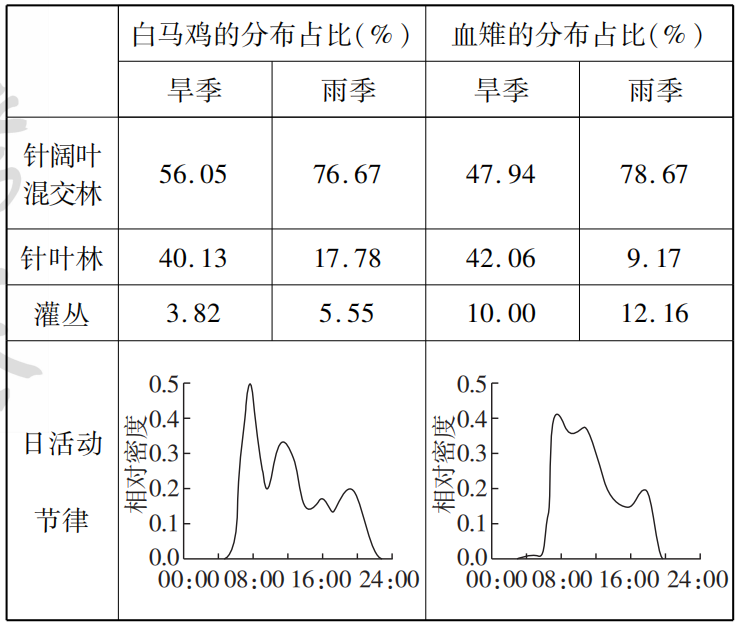 白马鸡的分布占比(%) 血雉的分布占比(%)
旱季 雨季 旱季 雨季
针阔叶
混交林 56.05 76.67 47.94 78.67
针叶林 40.13 17.78 42.06 9.17
灌丛 3.82 5.55 10.00 12.16
日活动
节律
相对密度
0.5
0.4
0.3
0.2
0.1
0.0
00:00 08:00 16:00 24:00
相对密度
0.5
0.4
0.3
0.2
0.1
0.0
00:00 08:00 16:00 24:00